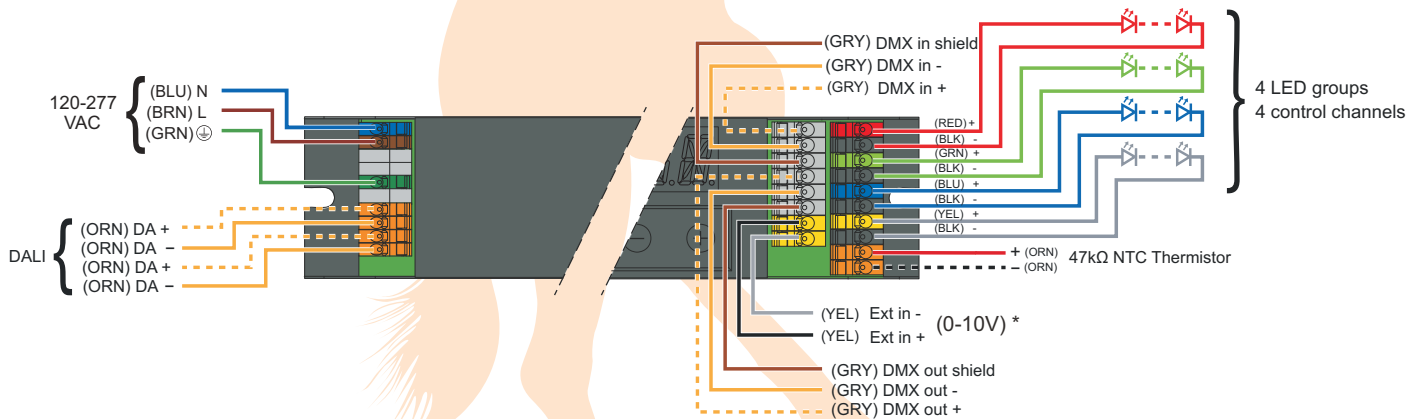 120-277
VAC
(BLU) N
(BRN) L
(GRN)
DALI
(ORN) DA +
(ORN) DA −
(ORN) DA +
(ORN) DA −
(GRY) DMX in shield
(GRY) DMX in -
(GRY) DMX in +
(RED)+
(BLK) -
(GRN) +
(BLK) -
(BLU) +
(BLK) -
(YEL) +
(BLK) -
4 LED groups
4 control channels
+ (ORN)
− (ORN)
47kΩ NTC Thermistor
(YEL) Ext in -
(YEL) Ext in +
(0-10V) *
(GRY) DMX out shield
(GRY) DMX out -
(GRY) DMX out +